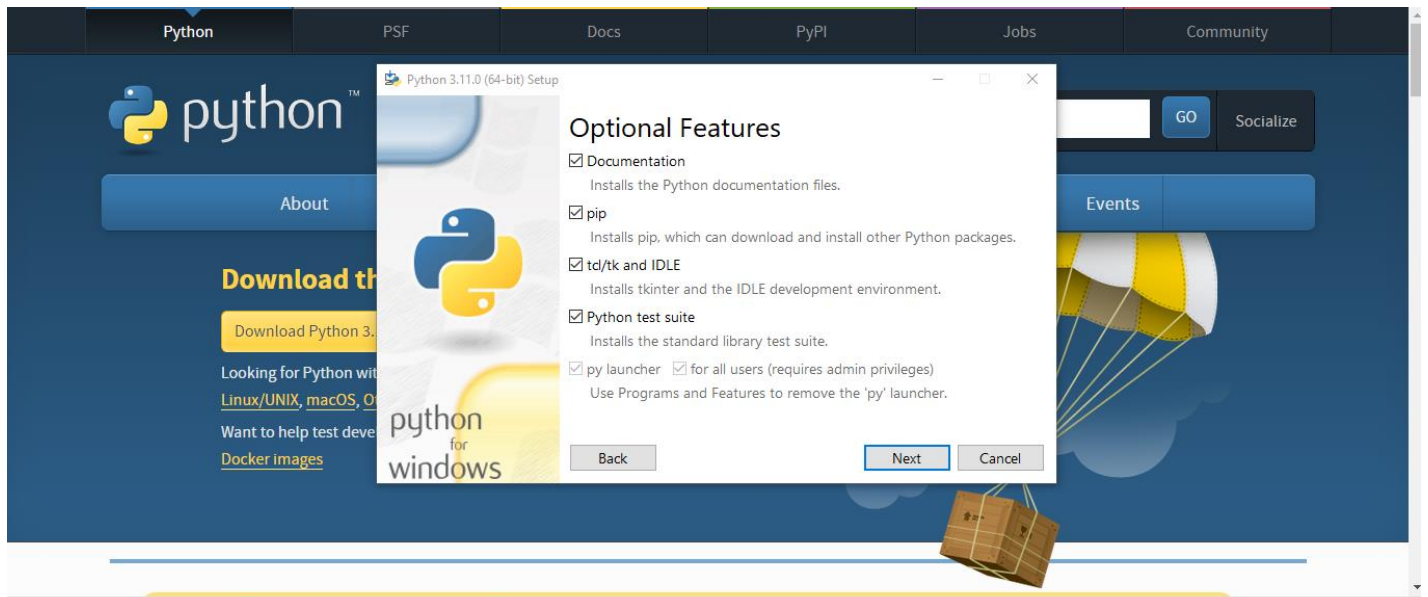 Python PSF Docs PyPI Jobs Community
python™
GO Socialize
About Events
Download th
Download Python 3.
Looking for Python wit
Linux/UNIX, macOS, O
Want to help test deve
Docker images
Python 3.11.0 (64-bit) Setup
Optional Features
Documentation
Installs the Python documentation files.
pip
Installs pip, which can download and install other Python packages.
tcl/tk and IDLE
Installs tkinter and the IDLE development environment.
Python test suite
Installs the standard library test suite.
py launcher for all users (requires admin privileges)
Use Programs and Features to remove the 'py' launcher.
python
for
windows
Back Next Cancel